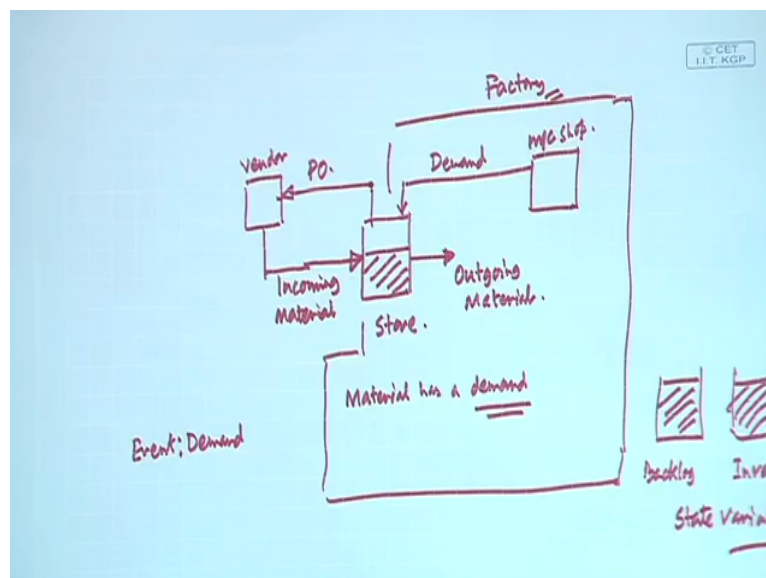 © CET
I.I.T. KGP
Factory
M/C Shop.
Vendor
PO.
Demand
Incoming
Material
Outgoing
Material.
Store.
Material has a demand
Event: Demand
Backlog
Inve
State Varia